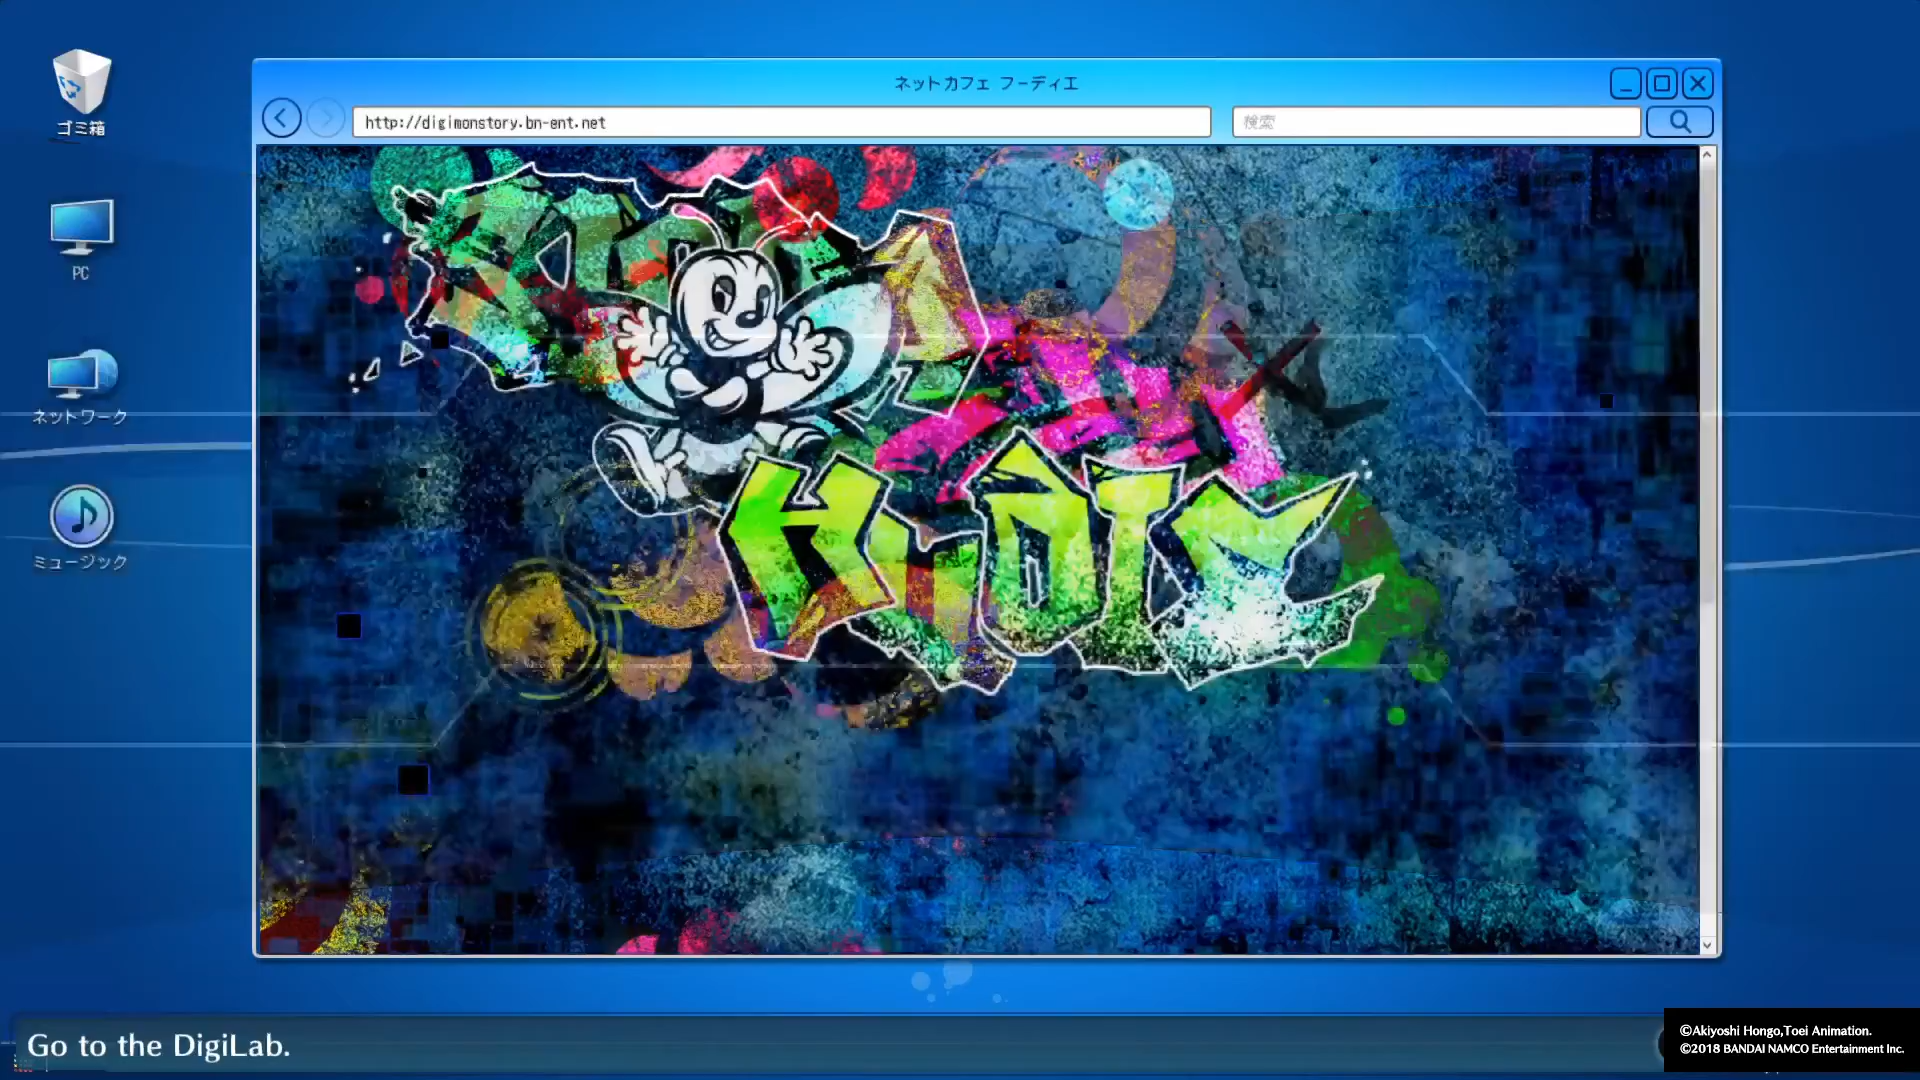 ネットカフェ フーディエ
http://digimonstory.bn-ent.net
検索
ゴミ箱
PC
ネットワーク
ミュージック
Go to the DigiLab.
©Akiyoshi Hongo,Toei Animation.
©2018 BANDAI NAMCO Entertainment Inc.